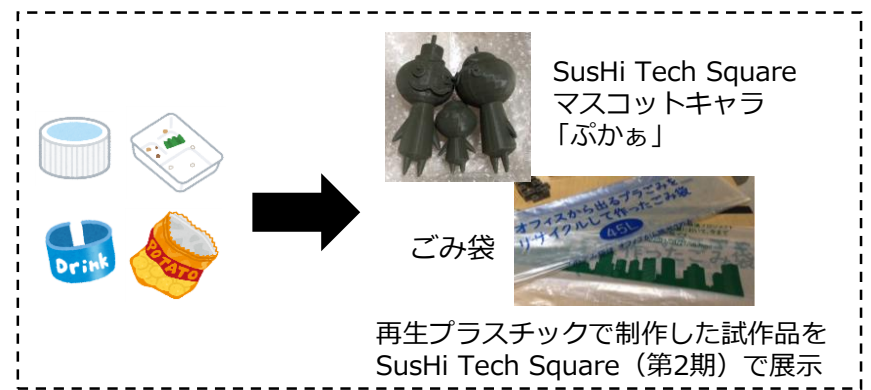 SusHi Tech Square
マスコットキャラ
「ぷかぁ」
Drink
POTATO
ごみ袋
オフィスから出るプラごみを
リサイクルして作ったごみ袋
45L
再生プラスチックで制作した試作品を
SusHi Tech Square（第2期）で展示